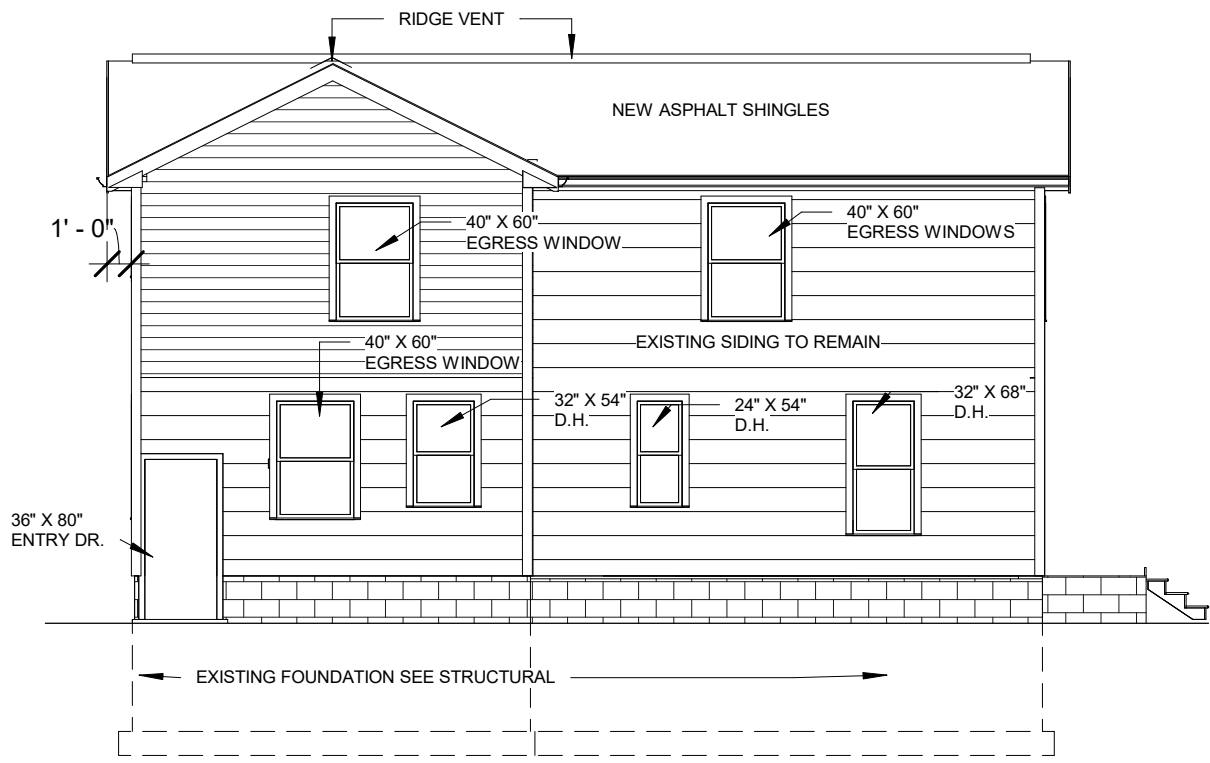 RIDGE VENT
NEW ASPHALT SHINGLES
1' - 0"
40" X 60"
EGRESS WINDOW
40" X 60"
EGRESS WINDOWS
40" X 60"
EGRESS WINDOW
EXISTING SIDING TO REMAIN
32" X 54"
D.H.
24" X 54"
D.H.
32" X 68"
D.H.
36" X 80"
ENTRY DR.
EXISTING FOUNDATION SEE STRUCTURAL